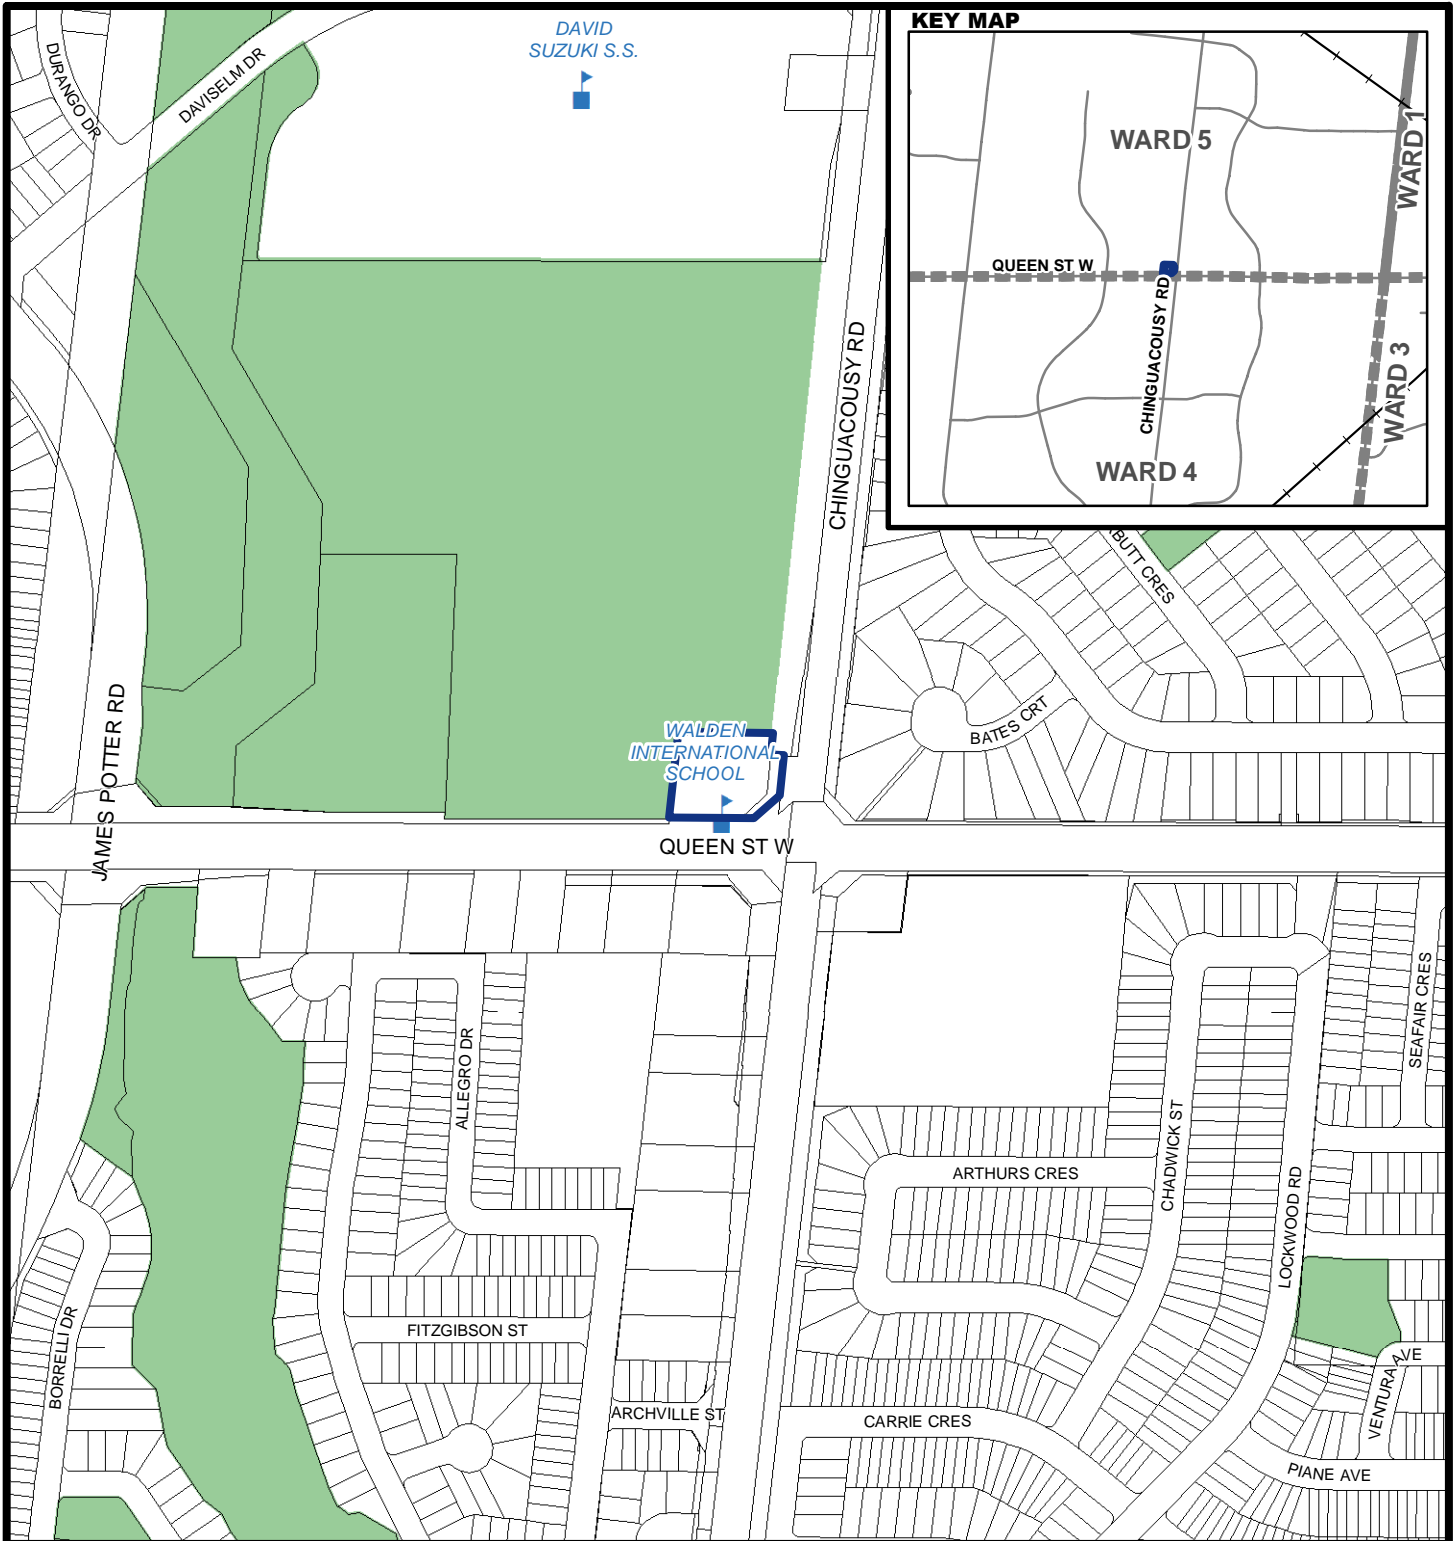 DAVID
SUZUKI S.S.
KEY MAP
DURANGO DR
DAVISELM DR
WARD 5
WARD 1
QUEEN ST W
CHINGUACOUSY RD
WARD 3
WARD 4
CHINGUACOUSY RD
BUTT CRES
BATES CRT
JAMES POTTER RD
WALDEN
INTERNATIONAL
SCHOOL
QUEEN ST W
SEAFAIR CRES
ALLEGRO DR
CHADWICK ST
ARTHURS CRES
LOCKWOOD RD
BORRELLI DR
FITZGIBSON ST
VENTURA AVE
ARCHVILLE ST
CARRIE CRES
PIANE AVE